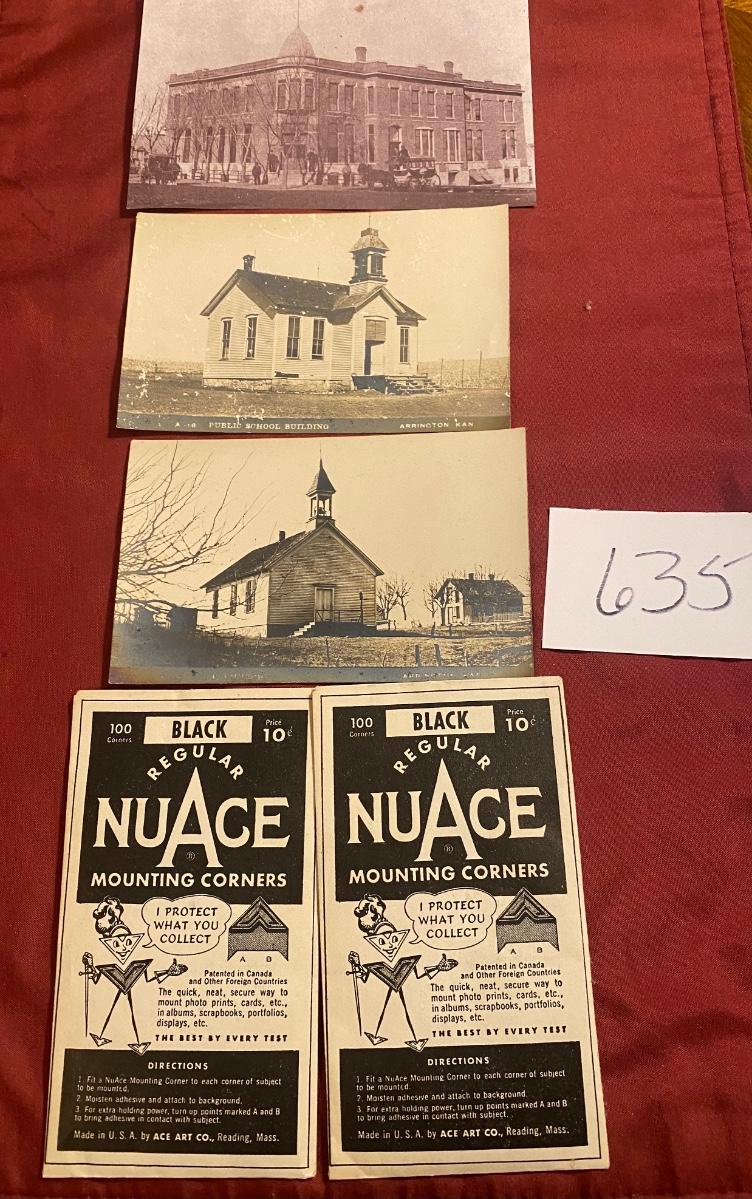 A-18 PUBLIC SCHOOL BUILDING ARRINGTON KAN
635
100 Corners
BLACK
Price 10¢
REGULAR
NUACE
®
MOUNTING CORNERS
I PROTECT
WHAT YOU
COLLECT
A B
Patented in Canada
and Other Foreign Countries
The quick, neat, secure way to
mount photo prints, cards, etc.,
in albums, scrapbooks, portfolios,
displays, etc.
THE BEST BY EVERY TEST
DIRECTIONS
1. Fit a NuAce Mounting Corner to each corner of subject
to be mounted.
2. Moisten adhesive and attach to background.
3. For extra holding power, turn up points marked A and B
to bring adhesive in contact with subject.
Made in U. S. A. by ACE ART CO., Reading, Mass.
100 Corners
BLACK
Price 10¢
REGULAR
NUACE
®
MOUNTING CORNERS
I PROTECT
WHAT YOU
COLLECT
A B
Patented in Canada
and Other Foreign Countries
The quick, neat, secure way to
mount photo prints, cards, etc.,
in albums, scrapbooks, portfolios,
displays, etc.
THE BEST BY EVERY TEST
DIRECTIONS
1. Fit a NuAce Mounting Corner to each corner of subject
to be mounted.
2. Moisten adhesive and attach to background.
3. For extra holding power, turn up points marked A and B
to bring adhesive in contact with subject.
Made in U. S. A. by ACE ART CO., Reading, Mass.